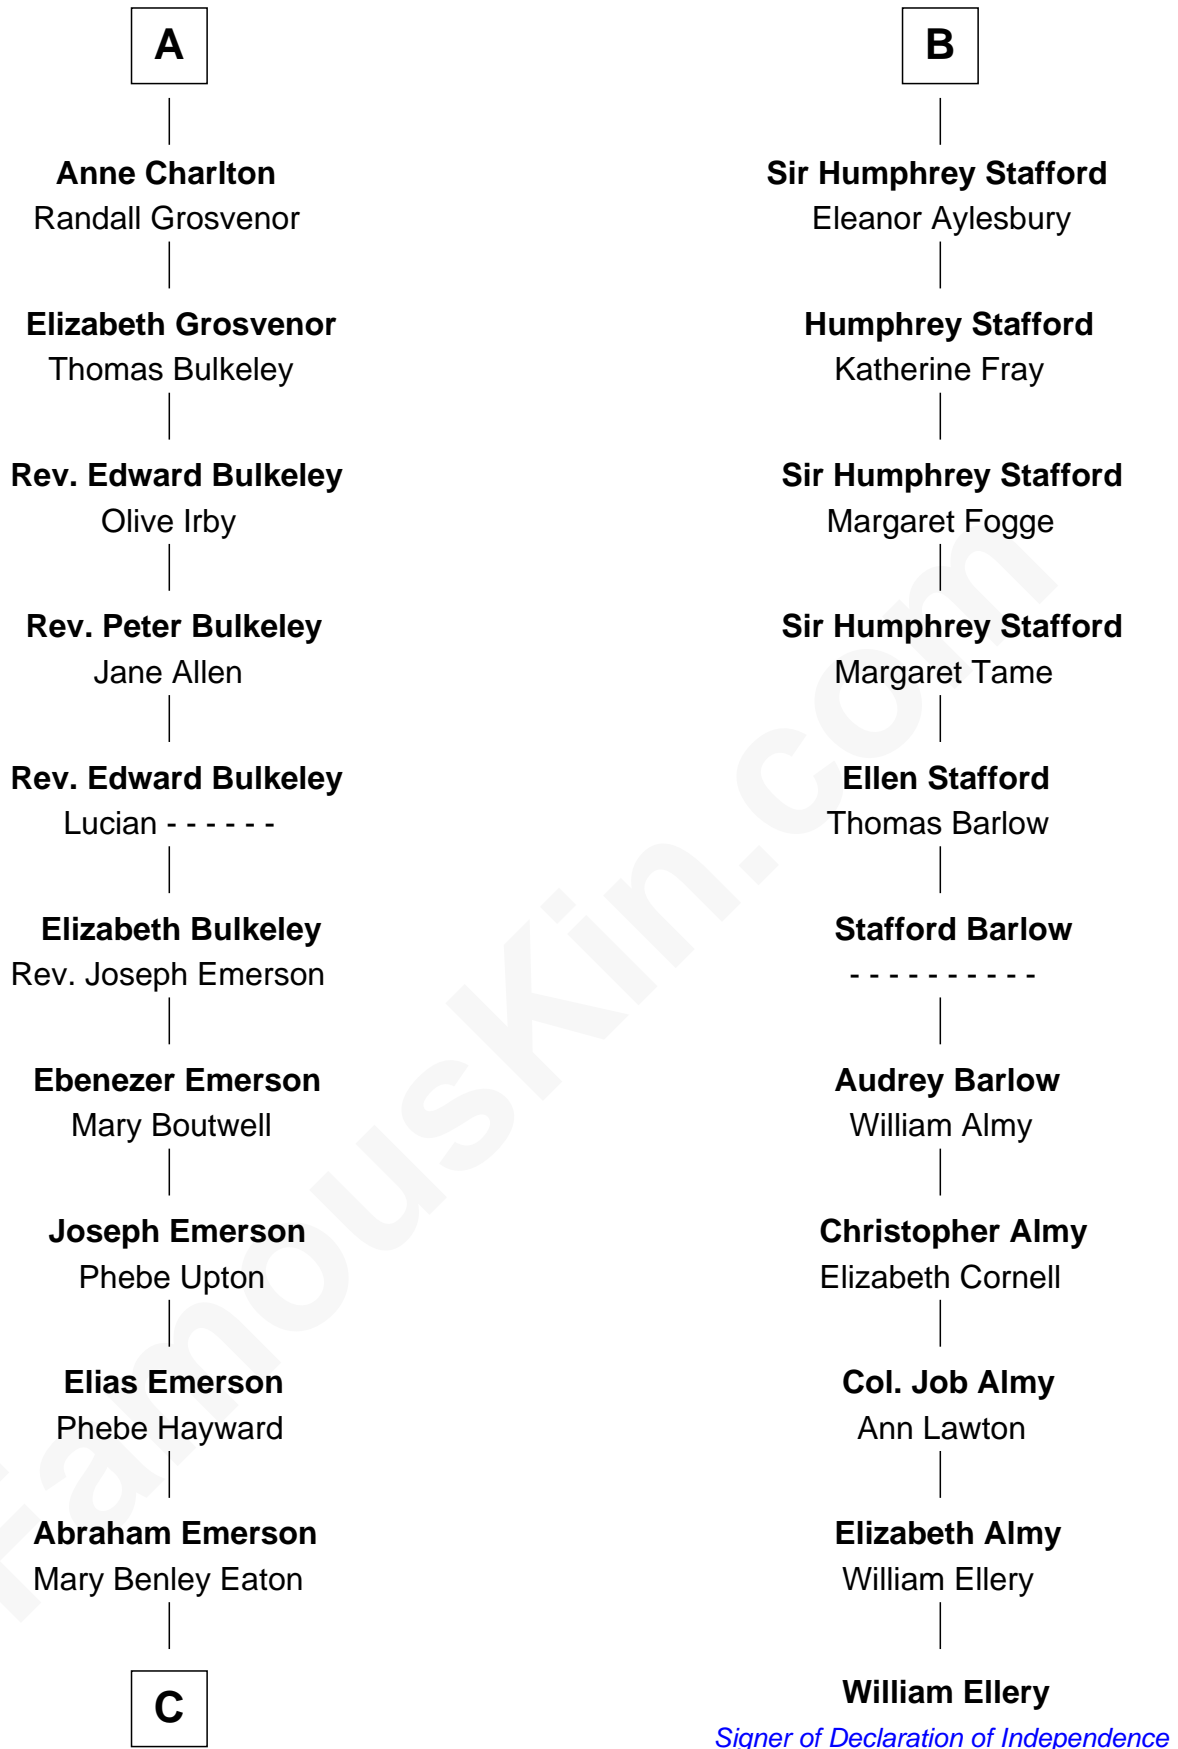 A
Anne Charlton
Randall Grosvenor
Elizabeth Grosvenor
Thomas Bulkeley
Rev. Edward Bulkeley
Olive Irby
Rev. Peter Bulkeley
Jane Allen
Rev. Edward Bulkeley
Lucian - - - - - -
Elizabeth Bulkeley
Rev. Joseph Emerson
Ebenezer Emerson
Mary Boutwell
Joseph Emerson
Phebe Upton
Elias Emerson
Phebe Hayward
Abraham Emerson
Mary Benley Eaton
C
B
Sir Humphrey Stafford
Eleanor Aylesbury
Humphrey Stafford
Katherine Fray
Sir Humphrey Stafford
Margaret Fogge
Sir Humphrey Stafford
Margaret Tame
Ellen Stafford
Thomas Barlow
Stafford Barlow
- - - - - - - - - -
Audrey Barlow
William Almy
Christopher Almy
Elizabeth Cornell
Col. Job Almy
Ann Lawton
Elizabeth Almy
William Ellery
William Ellery
Signer of Declaration of Independence
FamousKin.com